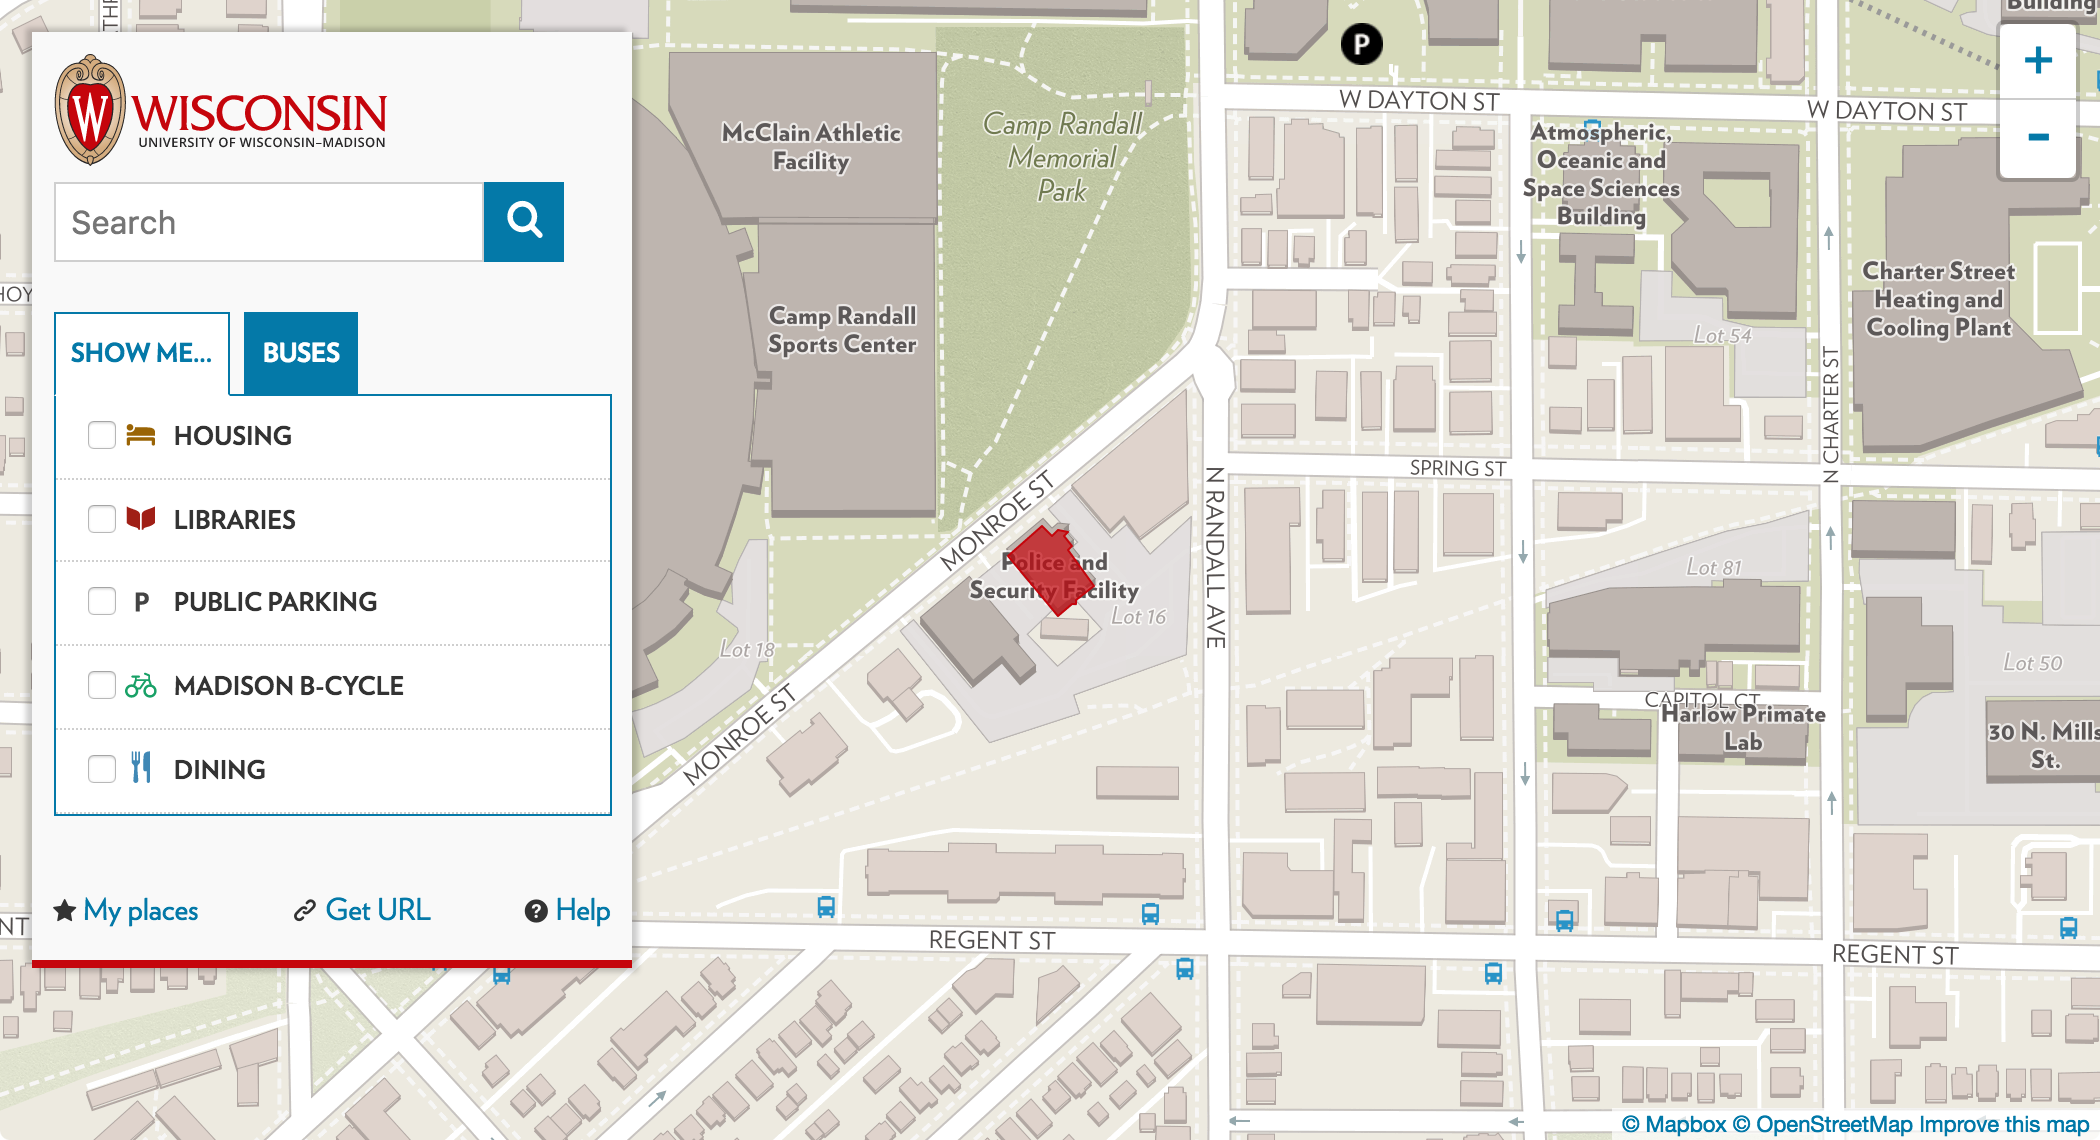 WISCONSIN
UNIVERSITY OF WISCONSIN–MADISON
Search
SHOW ME...
BUSES
HOUSING
LIBRARIES
P PUBLIC PARKING
MADISON B-CYCLE
DINING
My places
Get URL
? Help
McClain Athletic
Facility
Camp Randall
Memorial
Park
Camp Randall
Sports Center
P
W DAYTON ST
W DAYTON ST
Building
+
-
Atmospheric,
Oceanic and
Space Sciences
Building
Lot 54
Charter Street
Heating and
Cooling Plant
N CHARTER ST
SPRING ST
MONROE ST
Police and
Security Facility
Lot 16
N RANDALL AVE
Lot 18
MONROE ST
Lot 81
Lot 50
CAPITOL CT
Harlow Primate
Lab
30 N. Mills
St.
REGENT ST
REGENT ST
NT
© Mapbox © OpenStreetMap Improve this map